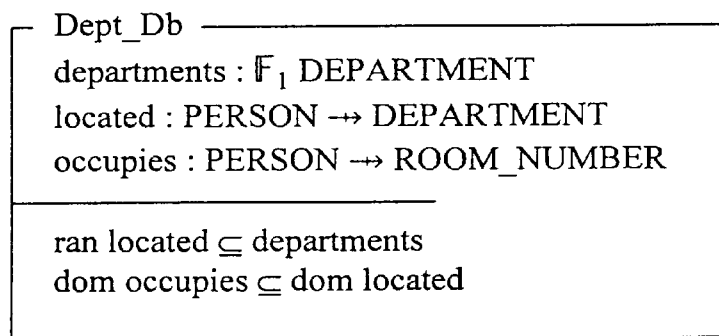 Dept_Db
departments : 𝔽₁ DEPARTMENT
located : PERSON ⇸ DEPARTMENT
occupies : PERSON ⇸ ROOM_NUMBER
ran located ⊆ departments
dom occupies ⊆ dom located